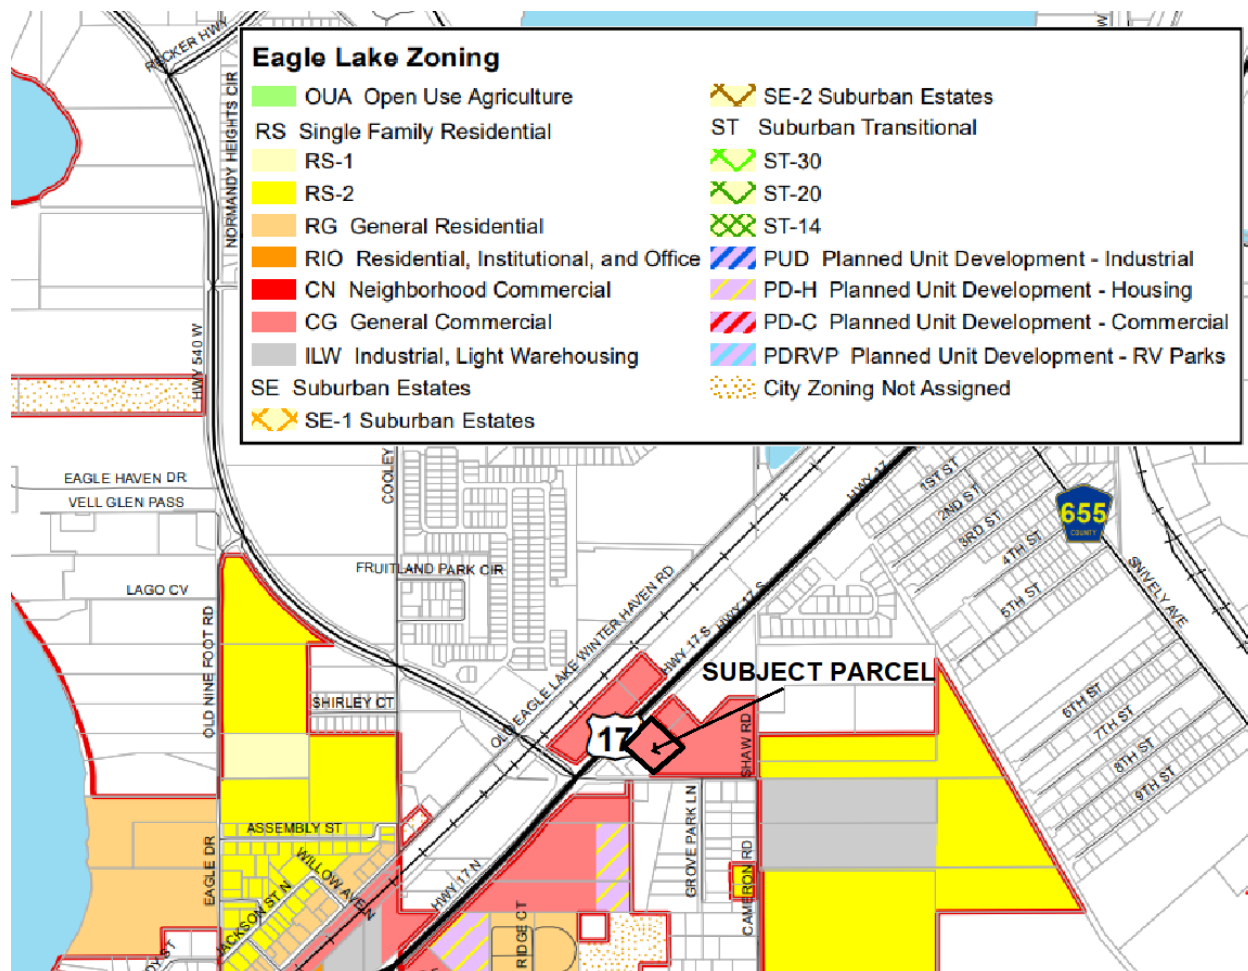 RECKER HWY
W
Eagle Lake Zoning
OUA Open Use Agriculture
RS Single Family Residential
RS-1
RS-2
RG General Residential
RIO Residential, Institutional, and Office
CN Neighborhood Commercial
CG General Commercial
ILW Industrial, Light Warehousing
SE Suburban Estates
SE-1 Suburban Estates
SE-2 Suburban Estates
ST Suburban Transitional
ST-30
ST-20
ST-14
PUD Planned Unit Development - Industrial
PD-H Planned Unit Development - Housing
PD-C Planned Unit Development - Commercial
PDRVP Planned Unit Development - RV Parks
City Zoning Not Assigned
NORMANDY HEIGHTS CIR
HWY 540 W
EAGLE HAVEN DR
VELL GLEN PASS
COOLEY
HWY 17
1ST ST
2ND ST
3RD ST
4TH ST
5TH ST
655
COUNTY
SNIVELY AVE
LAGO CV
FRUITLAND PARK CIR
OLD NINE FOOT RD
OLD EAGLE LAKE WINTER HAVEN RD
HWY 17 S
HWY 17 S
SUBJECT PARCEL
SHIRLEY CT
17
SHAW RD
6TH ST
7TH ST
8TH ST
9TH ST
ASSEMBLY ST
WILLOW AVE N
EAGLE DR
JACKSON ST N
HWY 17 N
GROVE PARK LN
CAMERON RD
RIDGE CT